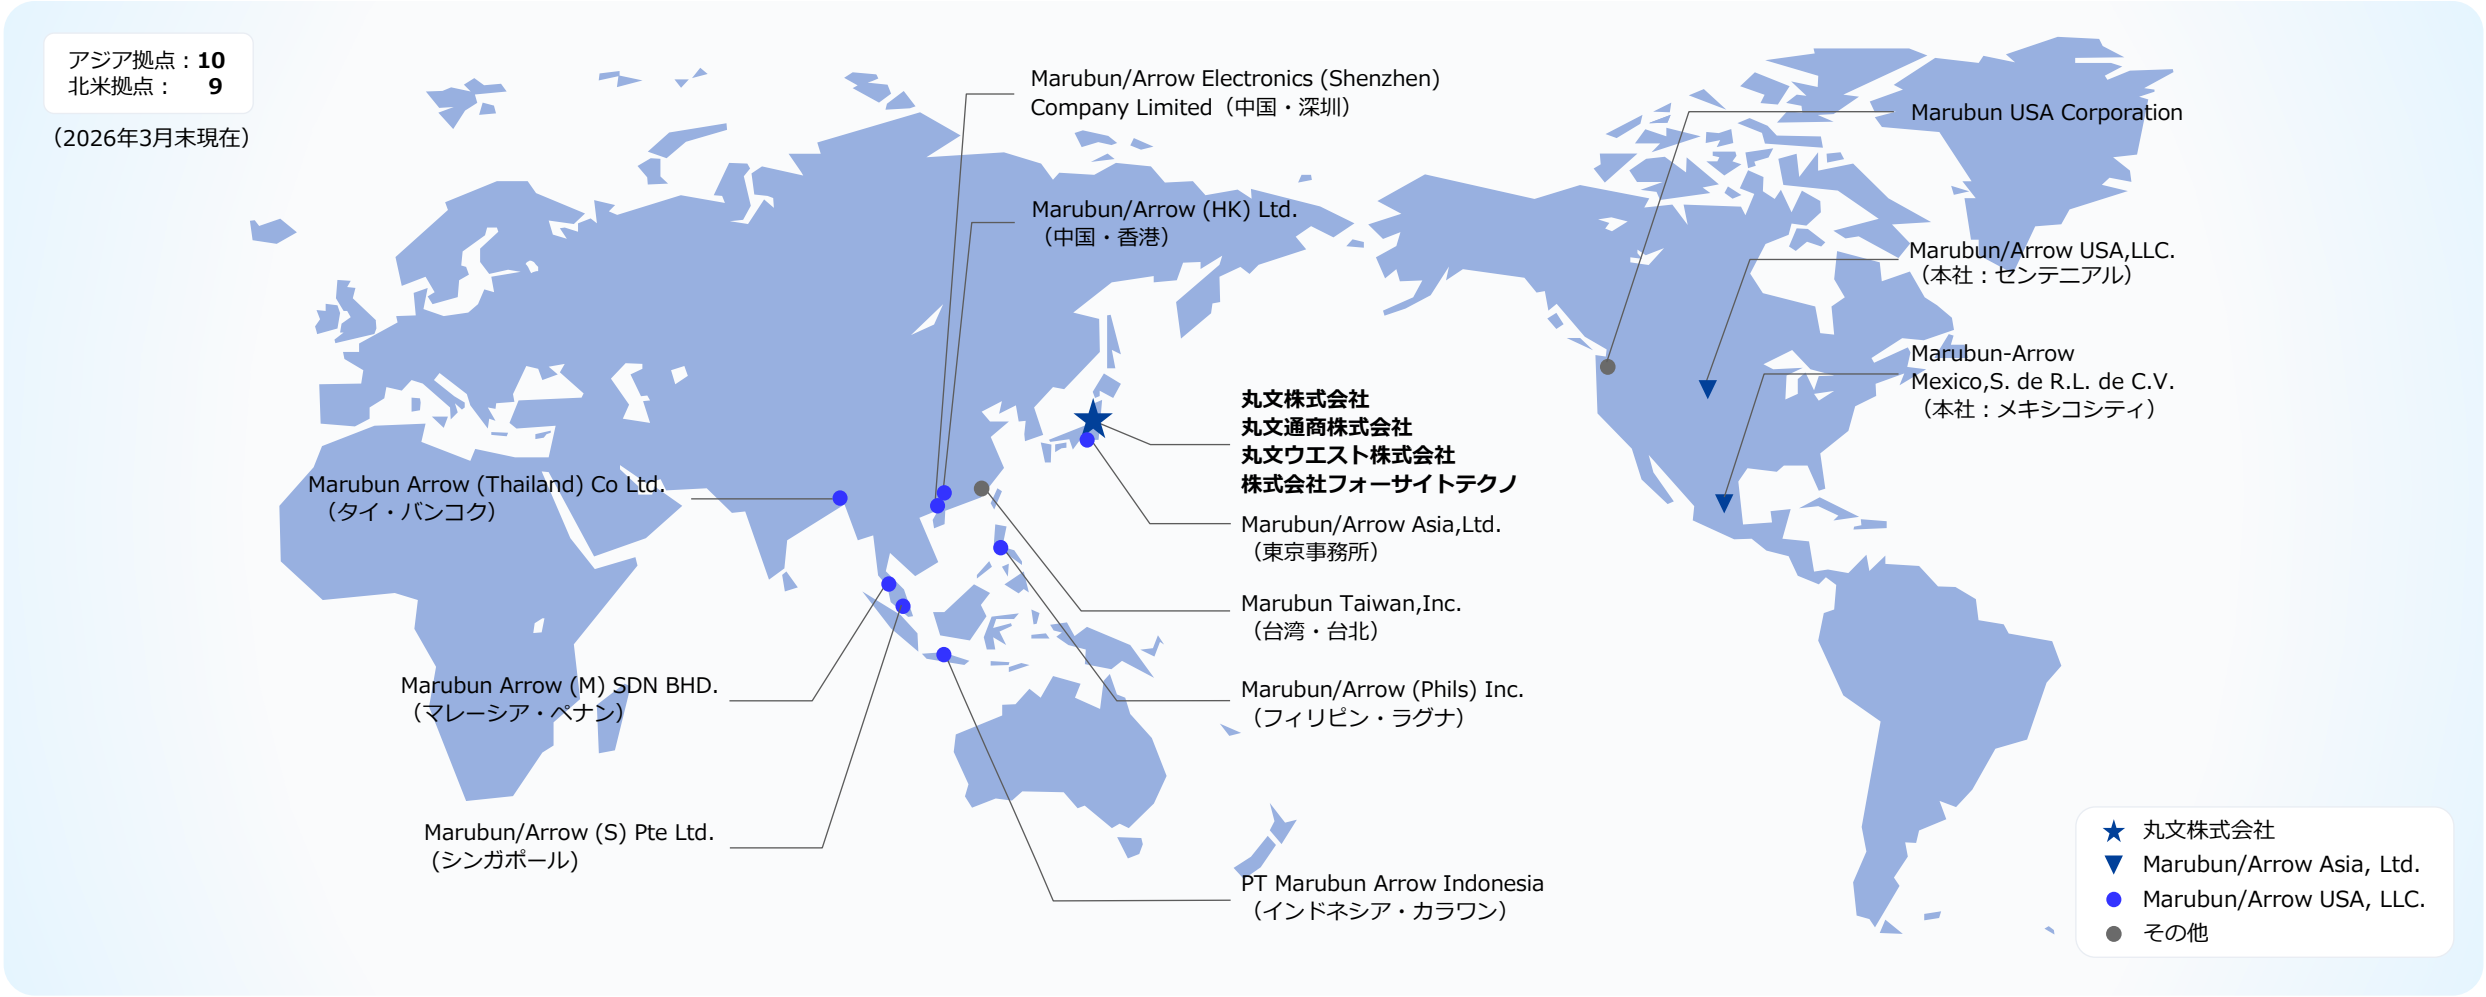 アジア拠点：10
北米拠点：　9
（2026年3月末現在）
Marubun/Arrow Electronics (Shenzhen)
Company Limited（中国・深圳）
Marubun/Arrow (HK) Ltd.
（中国・香港）
Marubun USA Corporation
Marubun/Arrow USA,LLC.
（本社：センテニアル）
Marubun-Arrow
Mexico,S. de R.L. de C.V.
（本社：メキシコシティ）
丸文株式会社
丸文通商株式会社
丸文ウエスト株式会社
株式会社フォーサイトテクノ
Marubun/Arrow Asia,Ltd.
（東京事務所）
Marubun Taiwan,Inc.
（台湾・台北）
Marubun/Arrow (Phils) Inc.
（フィリピン・ラグナ）
PT Marubun Arrow Indonesia
（インドネシア・カラワン）
Marubun Arrow (Thailand) Co Ltd.
（タイ・バンコク）
Marubun Arrow (M) SDN BHD.
（マレーシア・ペナン）
Marubun/Arrow (S) Pte Ltd.
(シンガポール)
丸文株式会社
Marubun/Arrow Asia, Ltd.
Marubun/Arrow USA, LLC.
その他